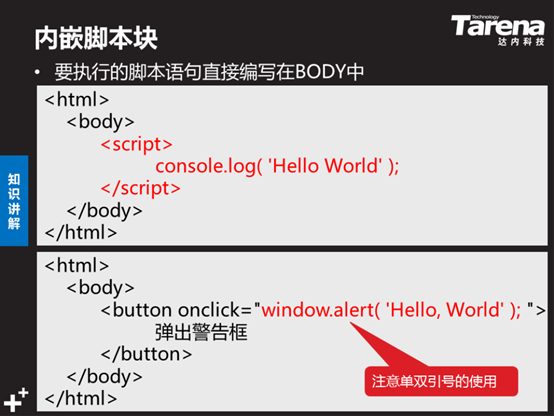 内嵌脚本块
Technology
Tarena
达内科技
• 要执行的脚本语句直接编写在BODY中
<html>
<body>
<script>
console.log( 'Hello World' );
</script>
</body>
</html>
知识讲解
<html>
<body>
<button onclick="window.alert( 'Hello, World' ); ">
弹出警告框
</button>
</body>
</html>
注意单双引号的使用